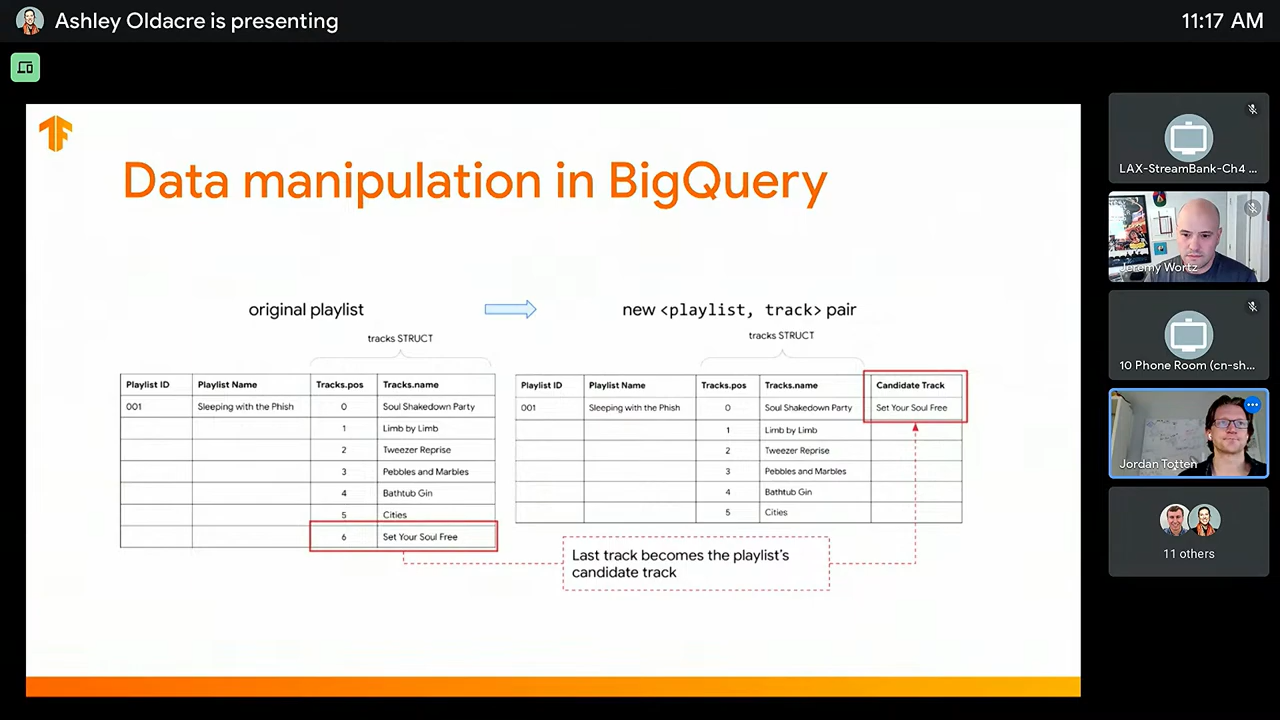 Ashley Oldacre is presenting
11:17 AM
Data manipulation in BigQuery
original playlist
new <playlist, track> pair
tracks STRUCT
tracks STRUCT
Playlist ID Playlist Name Tracks.pos Tracks.name
001 Sleeping with the Phish 0 Soul Shakedown Party
1 Limb by Limb
2 Tweezer Reprise
3 Pebbles and Marbles
4 Bathtub Gin
5 Cities
6 Set Your Soul Free
Playlist ID Playlist Name Tracks.pos Tracks.name Candidate Track
001 Sleeping with the Phish 0 Soul Shakedown Party Set Your Soul Free
1 Limb by Limb
2 Tweezer Reprise
3 Pebbles and Marbles
4 Bathtub Gin
5 Cities
Last track becomes the playlist's
candidate track
LAX-StreamBank-Ch4 ...
Jeremy Wortz
10 Phone Room (cn-sh...
Jordan Totten
11 others